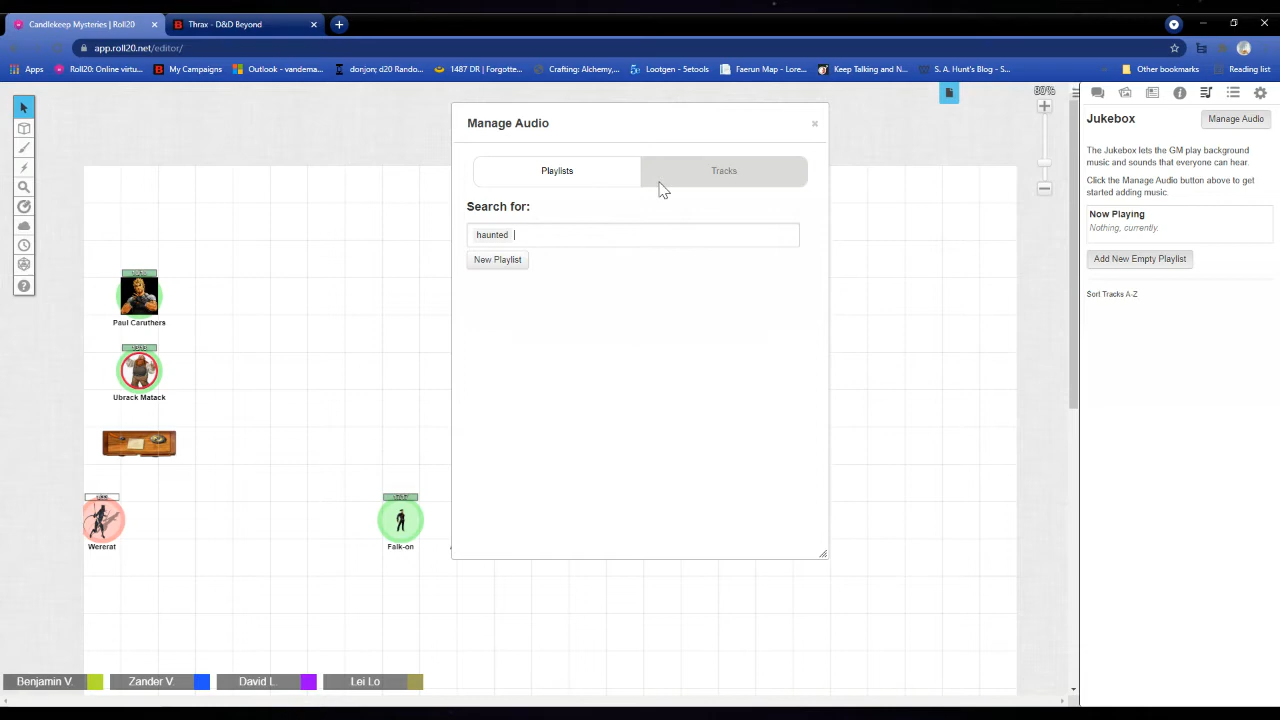 Candlekeep Mysteries | Roll20
Thrax - D&D Beyond
app.roll20.net/editor/
Apps
Roll20: Online virtu...
My Campaigns
Outlook - vandema...
donjon; d20 Rando...
1487 DR | Forgotte...
Crafting: Alchemy,...
Lootgen - 5etools
Faerun Map - Lore...
Keep Talking and N...
S. A. Hunt's Blog - S...
Other bookmarks
Reading list
Manage Audio
Playlists
Tracks
Search for:
haunted
New Playlist
Paul Caruthers
Ubrack Matack
Wererat
Falk-on
Benjamin V.
Zander V.
David L.
Lei Lo
Jukebox
Manage Audio
The Jukebox lets the GM play background
music and sounds that everyone can hear.
Click the Manage Audio button above to get
started adding music.
Now Playing
Nothing, currently.
Add New Empty Playlist
Sort Tracks A-Z